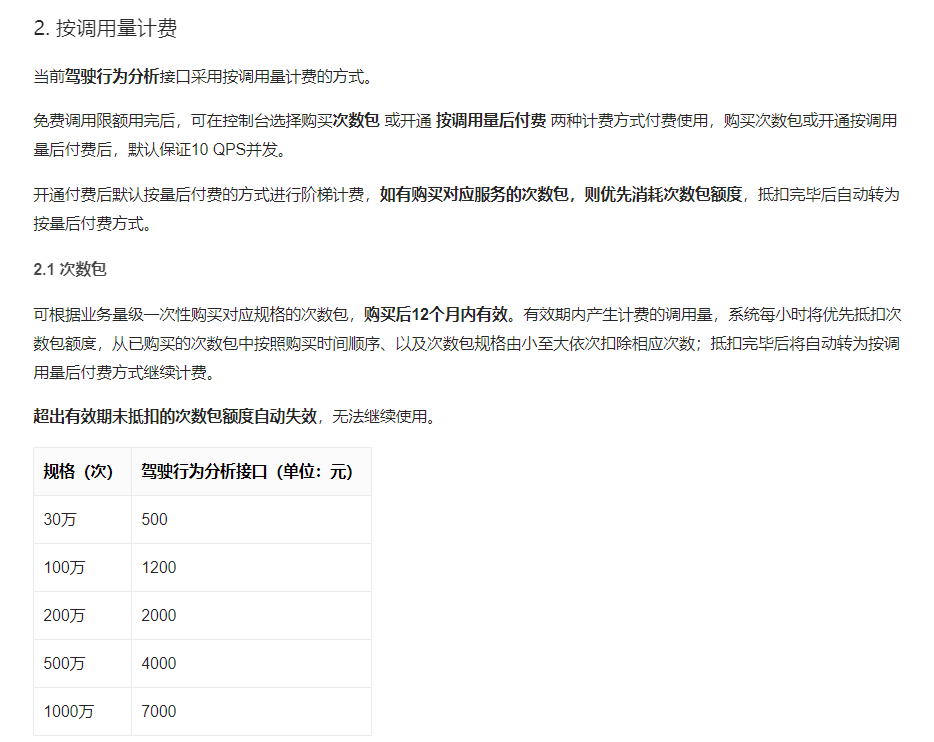 2. 按调用量计费
当前驾驶行为分析接口采用按调用量计费的方式。
免费调用限额用完后，可在控制台选择购买次数包 或开通 按调用量后付费 两种计费方式付费使用，购买次数包或开通按调用
量后付费后，默认保证10 QPS并发。
开通付费后默认按量后付费的方式进行阶梯计费，如有购买对应服务的次数包，则优先消耗次数包额度，抵扣完毕后自动转为
按量后付费方式。
2.1 次数包
可根据业务量级一次性购买对应规格的次数包，购买后12个月内有效。有效期内产生计费的调用量，系统每小时将优先抵扣次
数包额度，从已购买的次数包中按照购买时间顺序、以及次数包规格由小至大依次扣除相应次数；抵扣完毕后将自动转为按调
用量后付费方式继续计费。
超出有效期未抵扣的次数包额度自动失效，无法继续使用。
规格（次） 驾驶行为分析接口（单位：元）
30万 500
100万 1200
200万 2000
500万 4000
1000万 7000